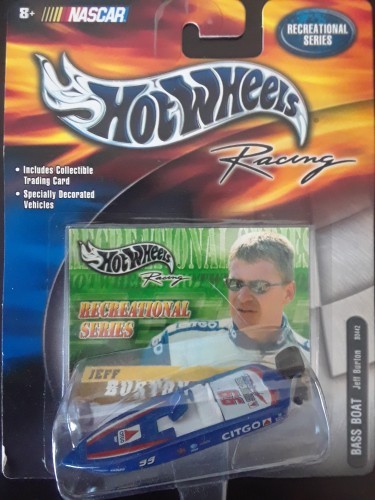 8+
NASCAR
RECREATIONAL
SERIES
HOT WHEELS
Racing
• Includes Collectible
Trading Card
• Specially Decorated
Vehicles
HOT WHEELS
Racing
RECREATIONAL
SERIES
JEFF
BURTON
CITGO
CITGO
99
BASS BOAT Jeff Burton